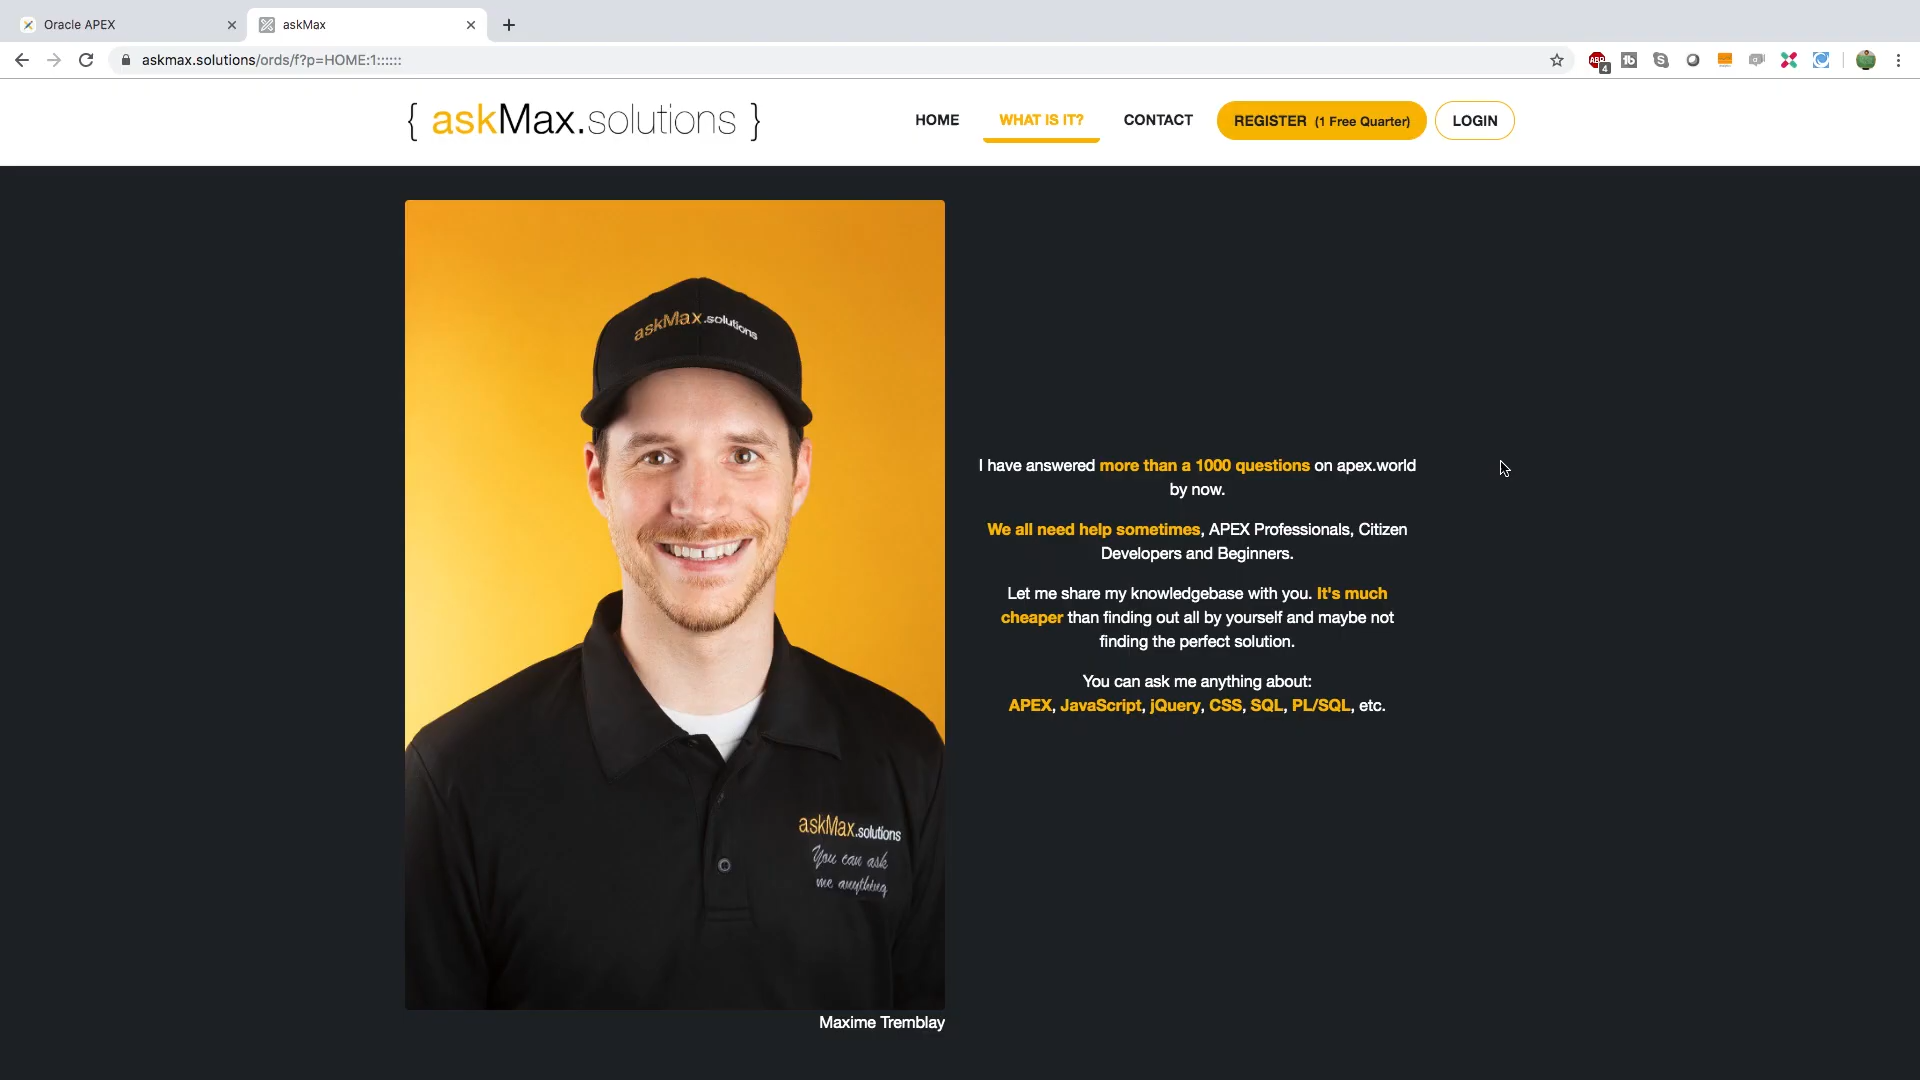 Oracle APEX
askMax
askmax.solutions/ords/f?p=HOME:1::::::
ABP
4
S
{ askMax.solutions }
HOME
WHAT IS IT?
CONTACT
REGISTER (1 Free Quarter)
LOGIN
askMax.solutions
askMax.solutions
You can ask
me anything
I have answered more than a 1000 questions on apex.world
by now.
We all need help sometimes, APEX Professionals, Citizen
Developers and Beginners.
Let me share my knowledgebase with you. It's much
cheaper than finding out all by yourself and maybe not
finding the perfect solution.
You can ask me anything about:
APEX, JavaScript, jQuery, CSS, SQL, PL/SQL, etc.
Maxime Tremblay